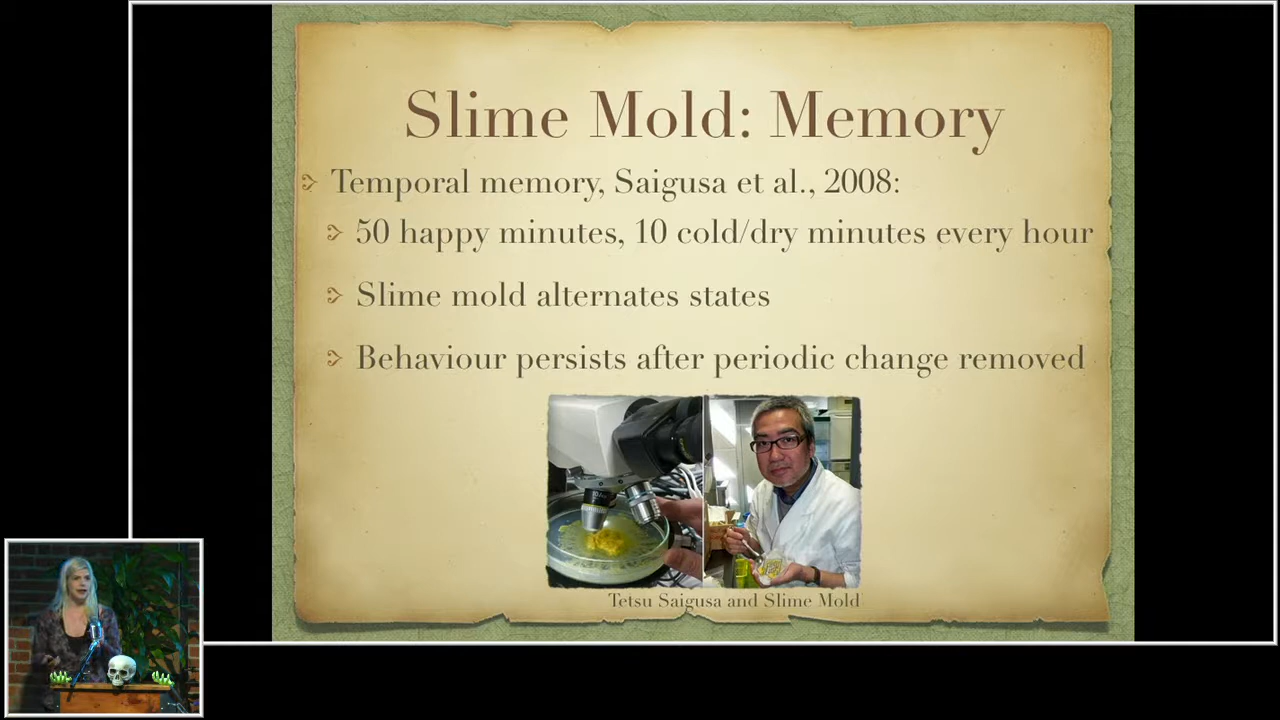 Slime Mold: Memory
Temporal memory, Saigusa et al., 2008:
50 happy minutes, 10 cold/dry minutes every hour
Slime mold alternates states
Behaviour persists after periodic change removed
Tetsu Saigusa and Slime Mold